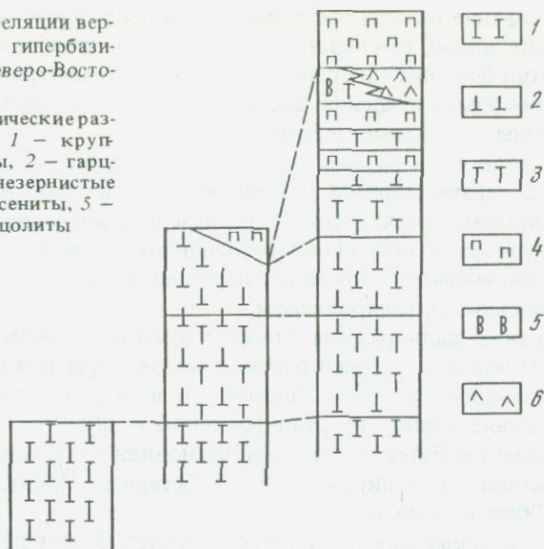 реляции вер-
гипербази-
еверо-Восто-
ические раз-
1 — круп-
ы, 2 — гарц-
незернистые
сениты, 5 —
цолиты
В Т
1
2
3
4
5
6